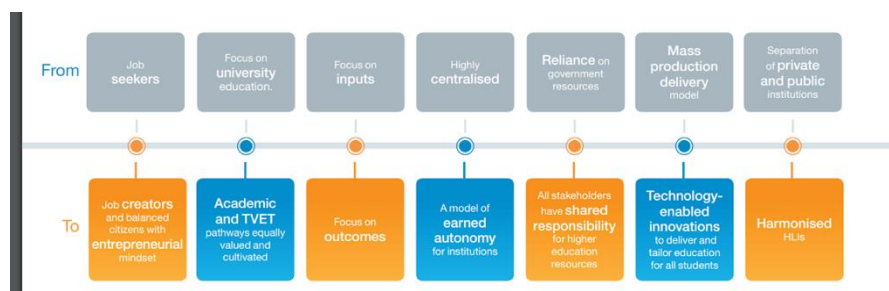 From
Job
seekers
Focus on
university
education.
Focus on
inputs
Highly
centralised
Reliance on
government
resources
Mass
production
delivery
model
Separation
of private
and public
institutions
To
Job creators
and balanced
citizens with
entrepreneurial
mindset
Academic
and TVET
pathways equally
valued and
cultivated
Focus on
outcomes
A model of
earned
autonomy
for institutions
All stakeholders
have shared
responsibility
for higher
education
resources
Technology-
enabled
innovations
to deliver and
tailor education
for all students
Harmonised
HLIs